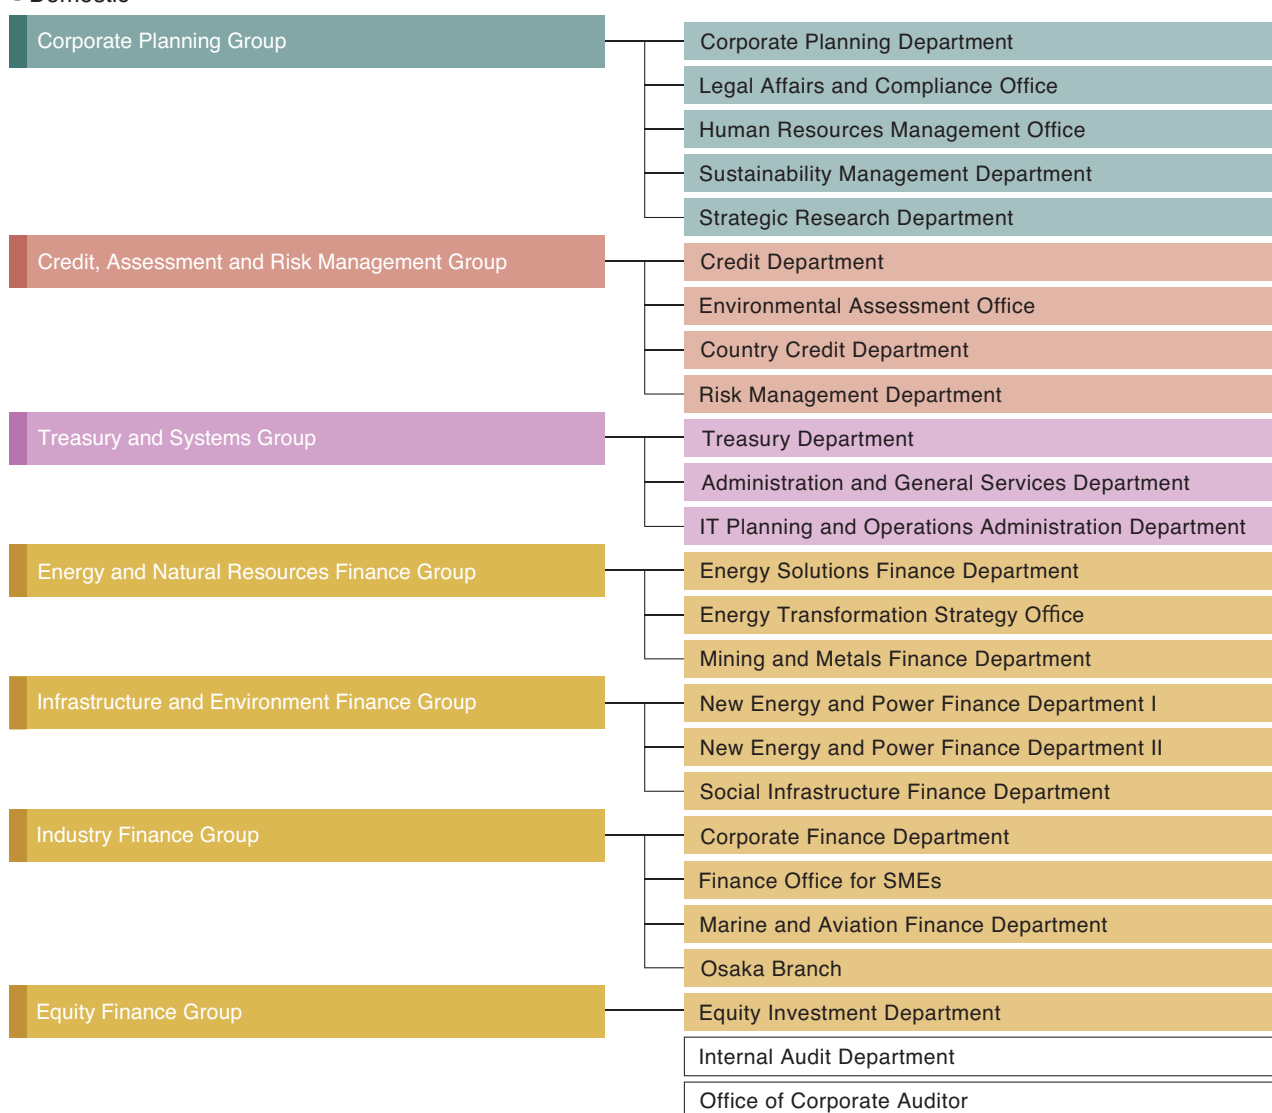 Domestic
Corporate Planning Group
Corporate Planning Department
Legal Affairs and Compliance Office
Human Resources Management Office
Sustainability Management Department
Strategic Research Department
Credit, Assessment and Risk Management Group
Credit Department
Environmental Assessment Office
Country Credit Department
Risk Management Department
Treasury and Systems Group
Treasury Department
Administration and General Services Department
IT Planning and Operations Administration Department
Energy and Natural Resources Finance Group
Energy Solutions Finance Department
Energy Transformation Strategy Office
Mining and Metals Finance Department
Infrastructure and Environment Finance Group
New Energy and Power Finance Department I
New Energy and Power Finance Department II
Social Infrastructure Finance Department
Industry Finance Group
Corporate Finance Department
Finance Office for SMEs
Marine and Aviation Finance Department
Osaka Branch
Equity Finance Group
Equity Investment Department
Internal Audit Department
Office of Corporate Auditor